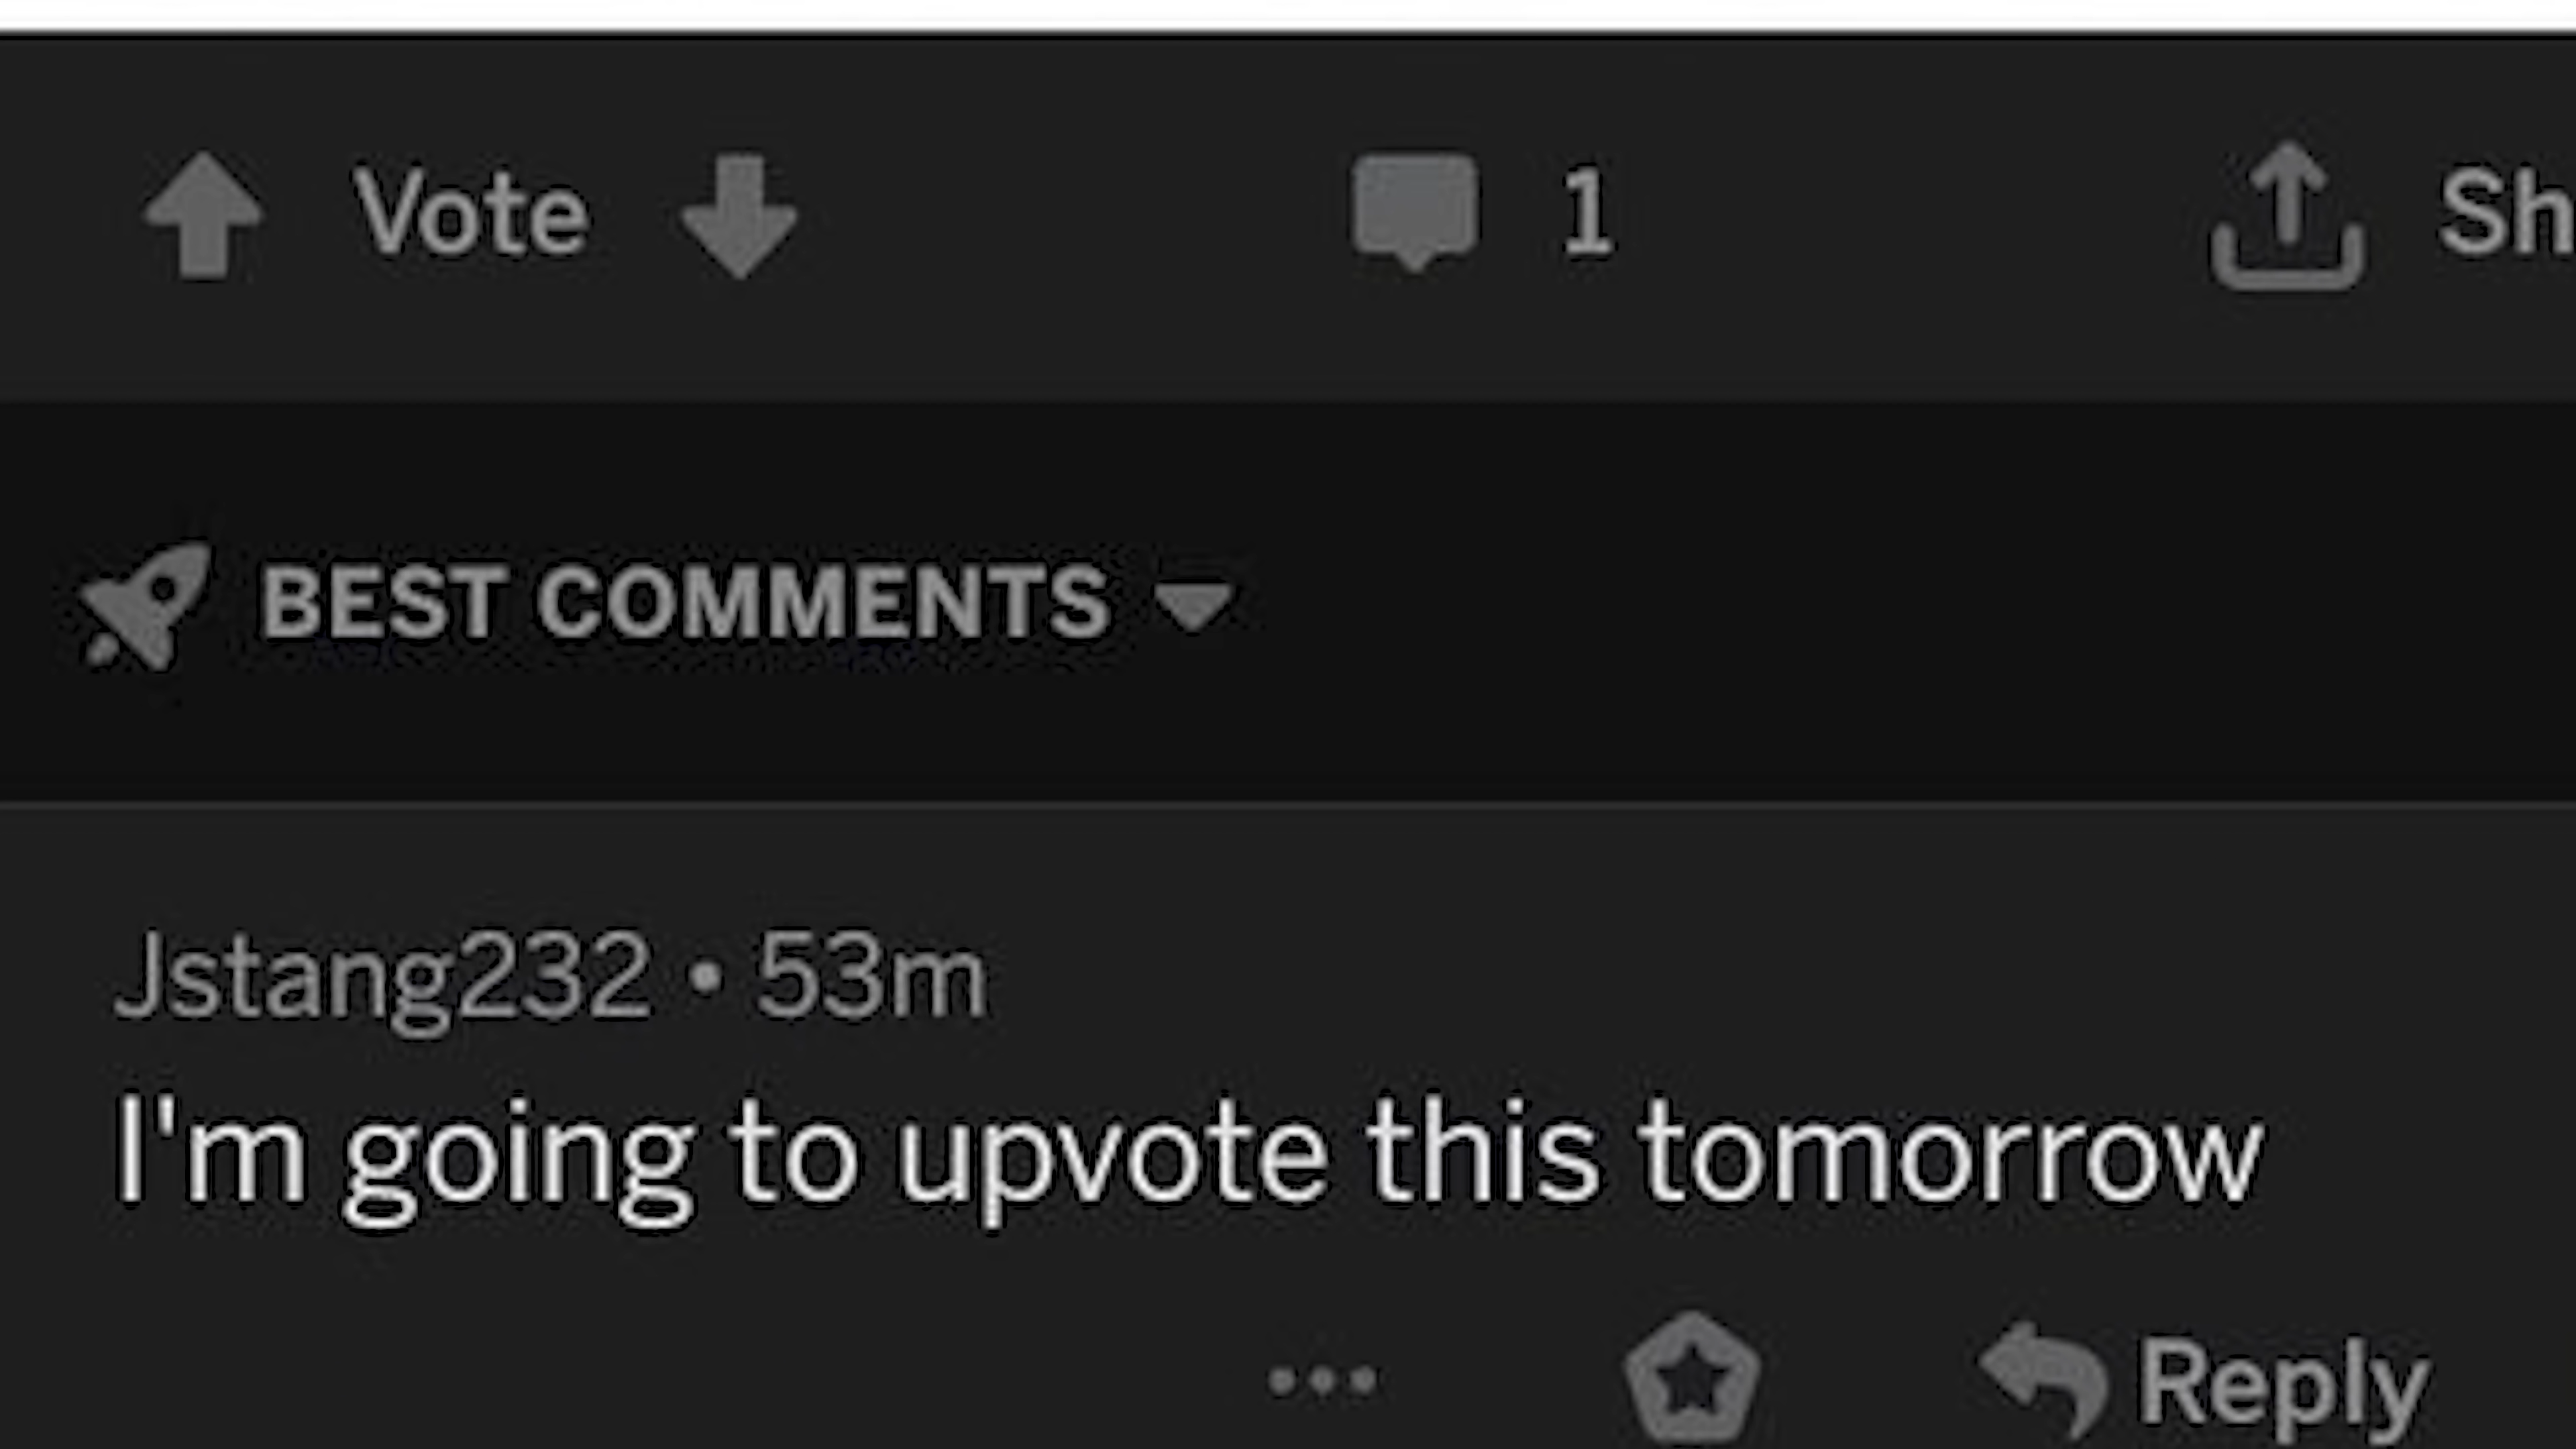 Vote 1 Sh
BEST COMMENTS
Jstang232 • 53m
I'm going to upvote this tomorrow
Reply